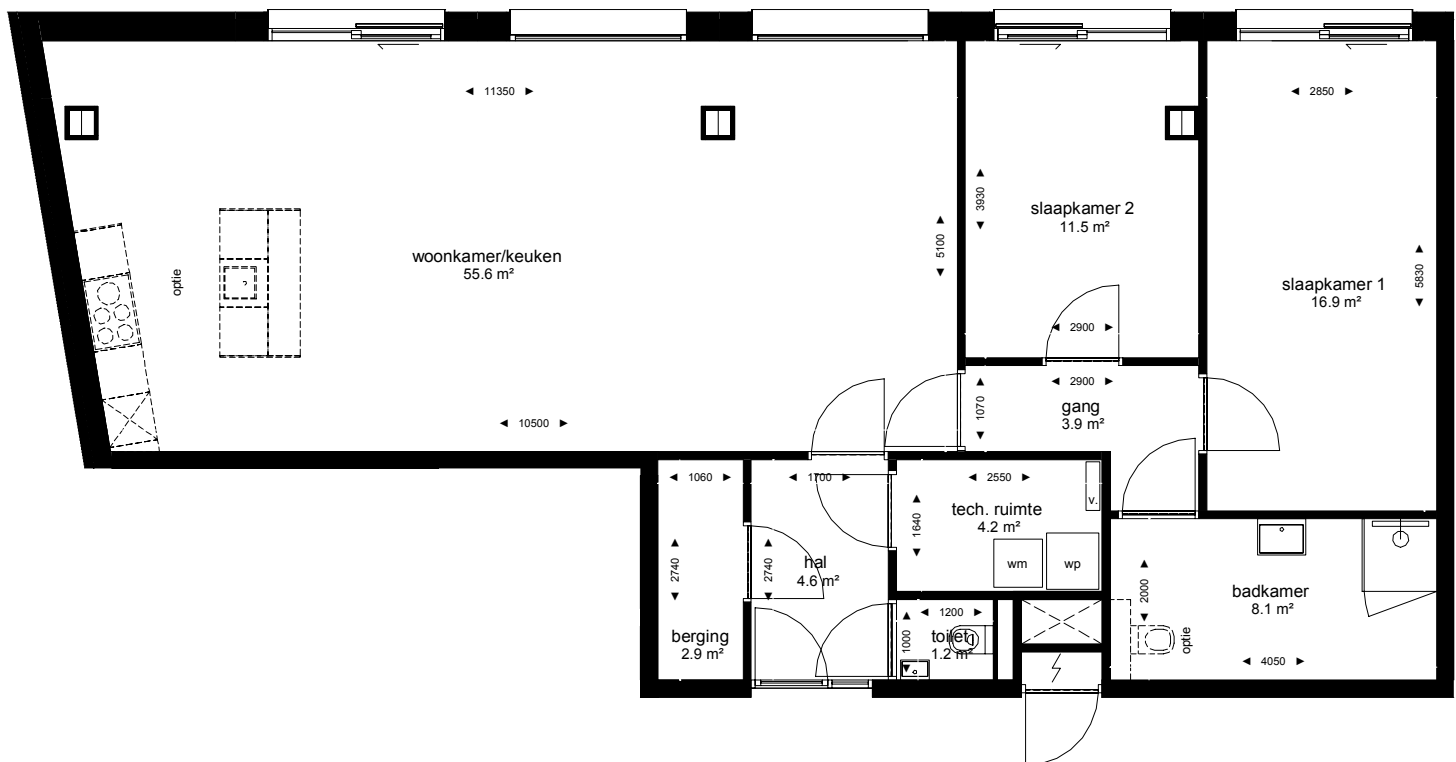 11350
2850
3930
slaapkamer 2
11.5 m²
5100
woonkamer/keuken
55.6 m²
optie
slaapkamer 1
16.9 m²
5830
2900
2900
gang
3.9 m²
1070
10500
1060
1700
2550
v.
tech. ruimte
4.2 m²
1640
wm
wp
2740
2740
hal
4.6 m²
berging
2.9 m²
1200
1000
toilet
1.2 m²
2000
badkamer
8.1 m²
optie
4050